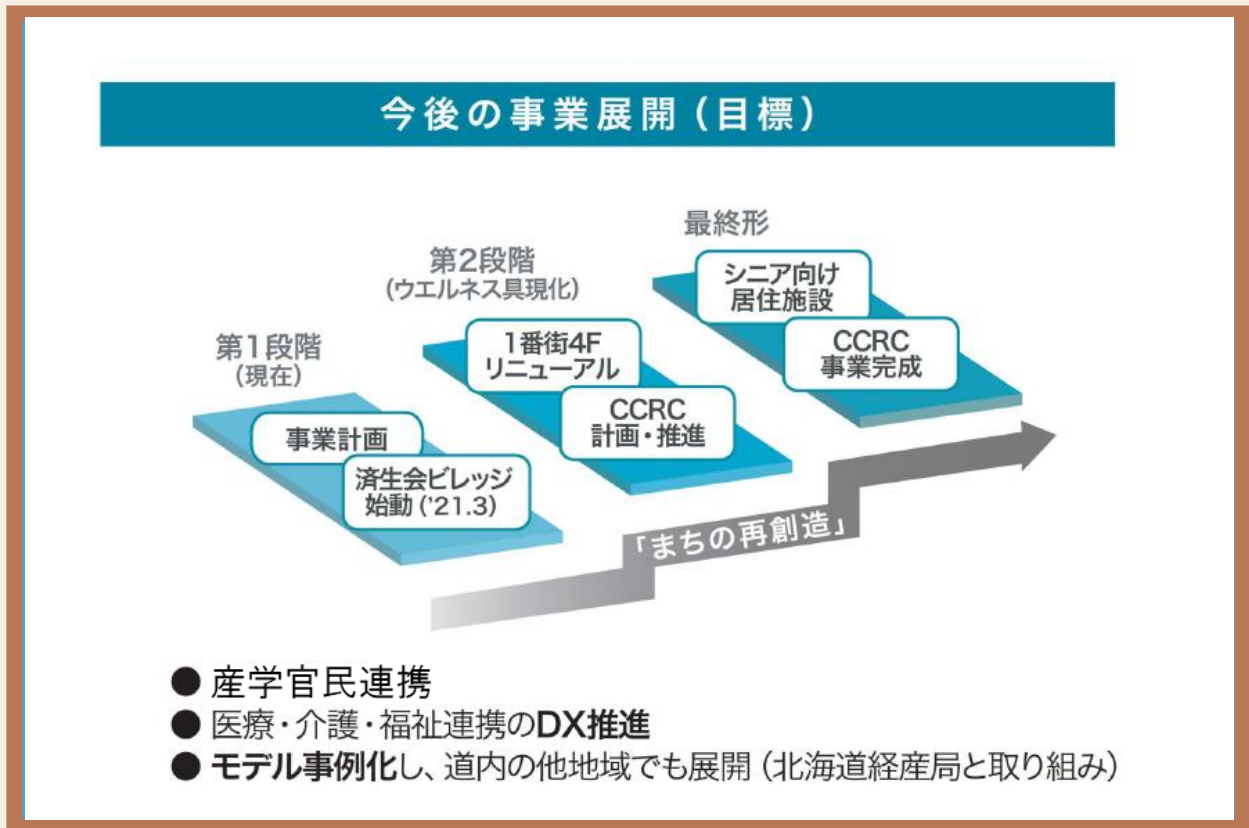 今後の事業展開（目標）
第1段階
（現在）
事業計画
済生会ビレッジ
始動（’21.3）
第2段階
（ウエルネス具現化）
1番街4F
リニューアル
CCRC
計画・推進
最終形
シニア向け
居住施設
CCRC
事業完成
「まちの再創造」
● 産学官民連携
● 医療・介護・福祉連携のDX推進
● モデル事例化し、道内の他地域でも展開（北海道経産局と取り組み）